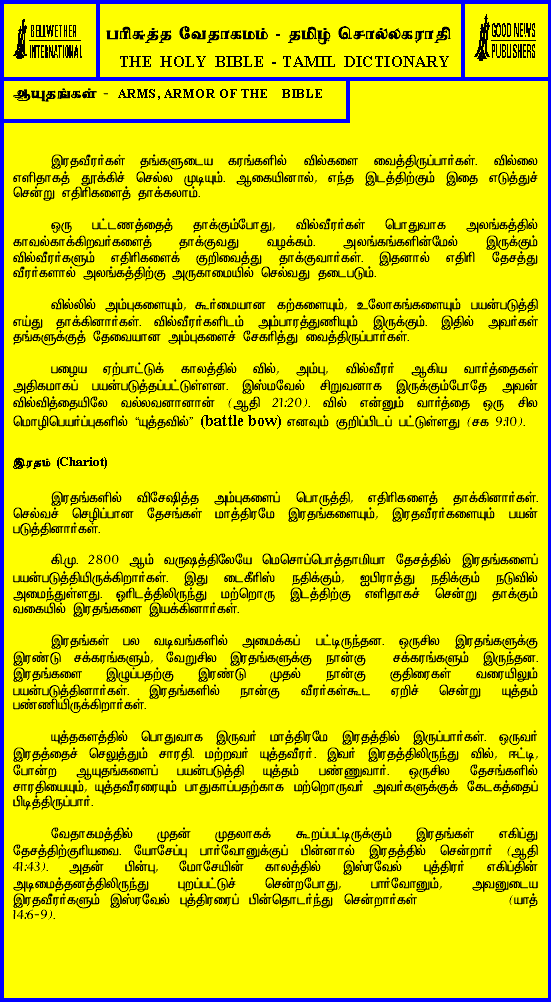 BELLWETHER
INTERNATIONAL
பரிசுத்த வேதாகமம் - தமிழ் சொல்லகராதி
THE HOLY BIBLE - TAMIL DICTIONARY
GOOD NEWS
PUBLISHERS
ஆயுதங்கள் - ARMS, ARMOR OF THE BIBLE
இரதவீரர்கள் தங்களுடைய கரங்களில் வில்களை வைத்திருப்பார்கள். வில்லை
எளிதாகத் தூக்கிச் செல்ல முடியும். ஆகையினால், எந்த இடத்திற்கும் இதை எடுத்துச்
சென்று எதிரிகளைத் தாக்கலாம்.
ஒரு பட்டணத்தைத் தாக்கும்போது, வில்வீரர்கள் பொதுவாக அலங்கத்தில்
காவல்காக்கிறவர்களைத் தாக்குவது வழக்கம். அலங்கங்களின்மேல் இருக்கும்
வில்வீரர்களும் எதிரிகளைக் குறிவைத்து தாக்குவார்கள். இதனால் எதிரி தேசத்து
வீரர்களால் அலங்கத்திற்கு அருகாமையில் செல்வது தடைபடும்.
வில்லில் அம்புகளையும், கூர்மையான கற்களையும், உலோகங்களையும் பயன்படுத்தி
எய்து தாக்கினார்கள். வில்வீரர்களிடம் அம்பாரத்துணியும் இருக்கும். இதில் அவர்கள்
தங்களுக்குத் தேவையான அம்புகளைச் சேகரித்து வைத்திருப்பார்கள்.
பழைய ஏற்பாட்டுக் காலத்தில் வில், அம்பு, வில்வீரர் ஆகிய வார்த்தைகள்
அதிகமாகப் பயன்படுத்தப்பட்டுள்ளன. இஸ்மவேல் சிறுவனாக இருக்கும்போதே அவன்
வில்வித்தையிலே வல்லவனானான் (ஆதி 21:20). வில் என்னும் வார்த்தை ஒரு சில
மொழிபெயர்ப்புகளில் “யுத்தவில்” (battle bow) எனவும் குறிப்பிடப் பட்டுள்ளது (சக 9:10).
இரதம் (Chariot)
இரதங்களில் விசேஷித்த அம்புகளைப் பொருத்தி, எதிரிகளைத் தாக்கினார்கள்.
செல்வச் செழிப்பான தேசங்கள் மாத்திரமே இரதங்களையும், இரதவீரர்களையும் பயன்
படுத்தினார்கள்.
கி.மு. 2800 ஆம் வருஷத்திலேயே மெசொப்பொத்தாமியா தேசத்தில் இரதங்களைப்
பயன்படுத்தியிருக்கிறார்கள். இது டைகீரிஸ் நதிக்கும், ஐபிராத்து நதிக்கும் நடுவில்
அமைந்துள்ளது. ஓரிடத்திலிருந்து மற்றொரு இடத்திற்கு எளிதாகச் சென்று தாக்கும்
வகையில் இரதங்களை இயக்கினார்கள்.
இரதங்கள் பல வடிவங்களில் அமைக்கப் பட்டிருந்தன. ஒருசில இரதங்களுக்கு
இரண்டு சக்கரங்களும், வேறுசில இரதங்களுக்கு நான்கு சக்கரங்களும் இருந்தன.
இரதங்களை இழுப்பதற்கு இரண்டு முதல் நான்கு குதிரைகள் வரையிலும்
பயன்படுத்தினார்கள். இரதங்களில் நான்கு வீரர்கள்கூட ஏறிச் சென்று யுத்தம்
பண்ணியிருக்கிறார்கள்.
யுத்தகளத்தில் பொதுவாக இருவர் மாத்திரமே இரதத்தில் இருப்பார்கள். ஒருவர்
இரதத்தைச் செலுத்தும் சாரதி. மற்றவர் யுத்தவீரர். இவர் இரதத்திலிருந்து வில், ஈட்டி,
போன்ற ஆயுதங்களைப் பயன்படுத்தி யுத்தம் பண்ணுவார். ஒருசில தேசங்களில்
சாரதியையும், யுத்தவீரரையும் பாதுகாப்பதற்காக மற்றொருவர் அவர்களுக்குக் கேடகத்தைப்
பிடித்திருப்பார்.
வேதாகமத்தில் முதன் முதலாகக் கூறப்பட்டிருக்கும் இரதங்கள் எகிப்து
தேசத்திற்குரியவை. யோசேப்பு பார்வோனுக்குப் பின்னால் இரதத்தில் சென்றார் (ஆதி
41:43). அதன் பின்பு, மோசேயின் காலத்தில் இஸ்ரவேல் புத்திரர் எகிப்தின்
அடிமைத்தனத்திலிருந்து புறப்பட்டுச் சென்றபோது, பார்வோனும், அவனுடைய
இரதவீரர்களும் இஸ்ரவேல் புத்திரரைப் பின்தொடர்ந்து சென்றார்கள் (யாத்
14:6-9).